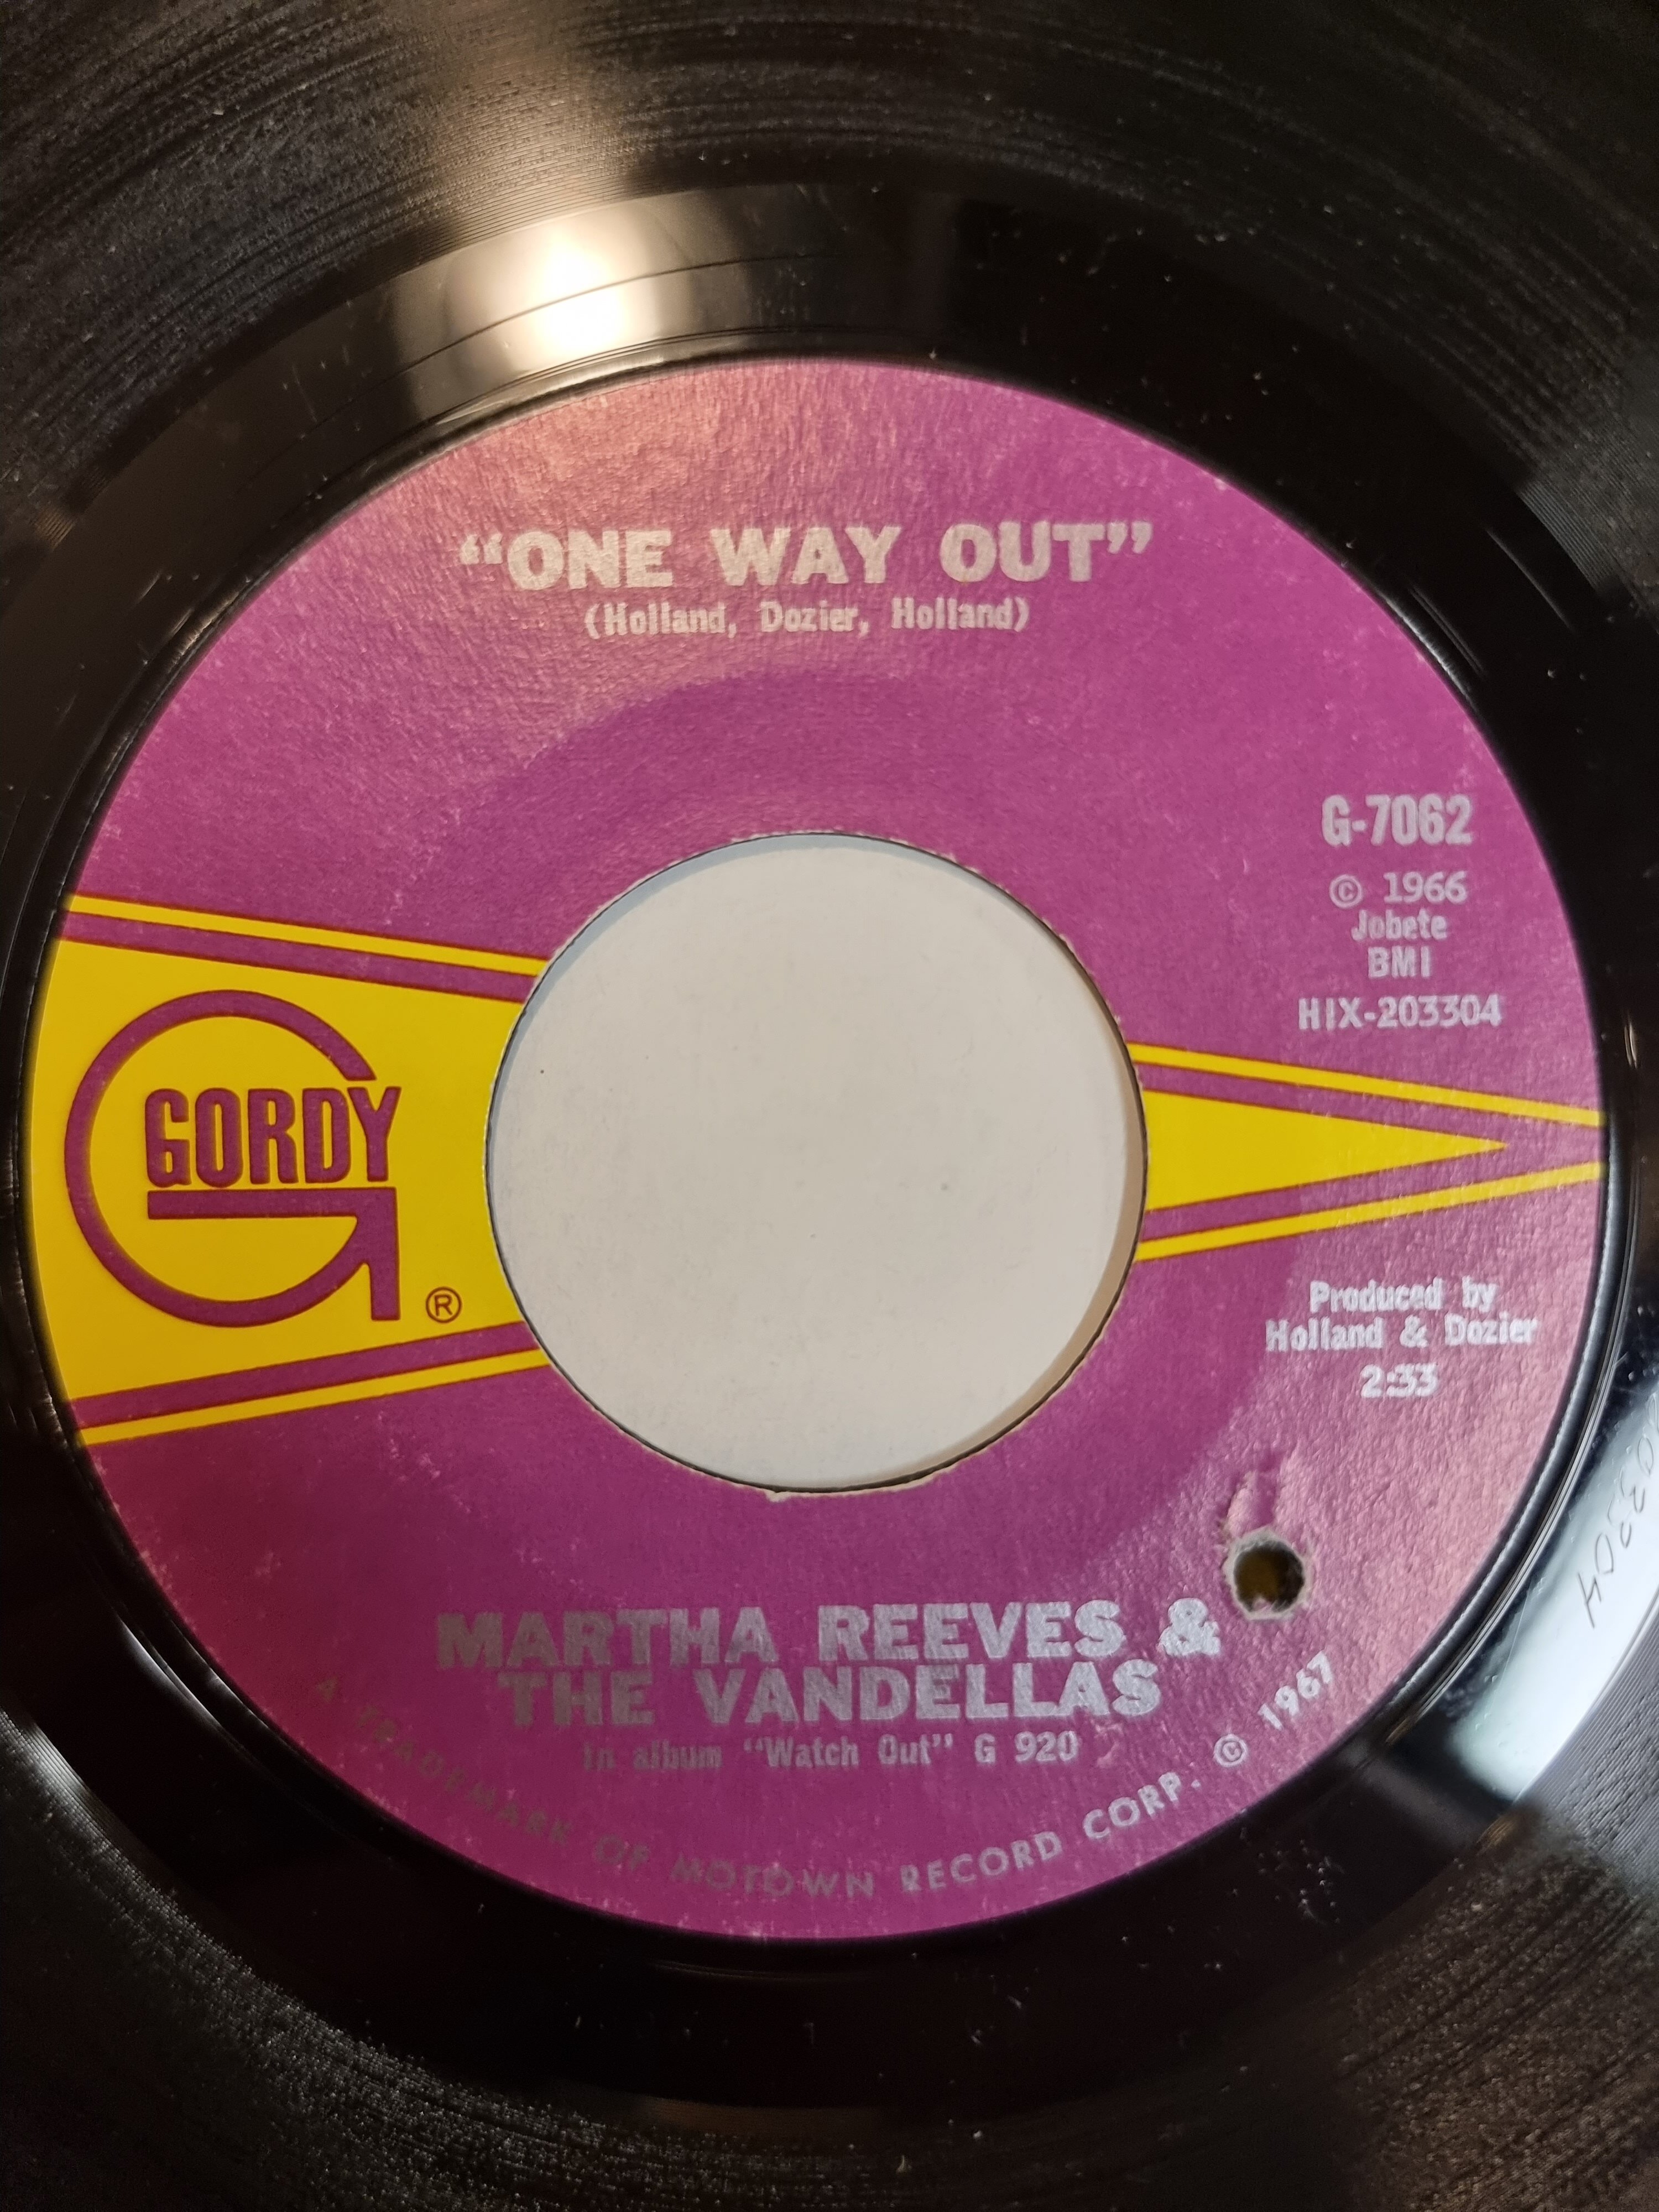 “ONE WAY OUT”
(Holland, Dozier, Holland)
G-7062
© 1966
Jobete
BMI
HIX-203304
GORDY
®
Produced by
Holland & Dozier
2:33
MARTHA REEVES &
THE VANDELLAS
In album “Watch Out” G 920
A TRADEMARK OF MOTOWN RECORD CORP. © 1967
03304